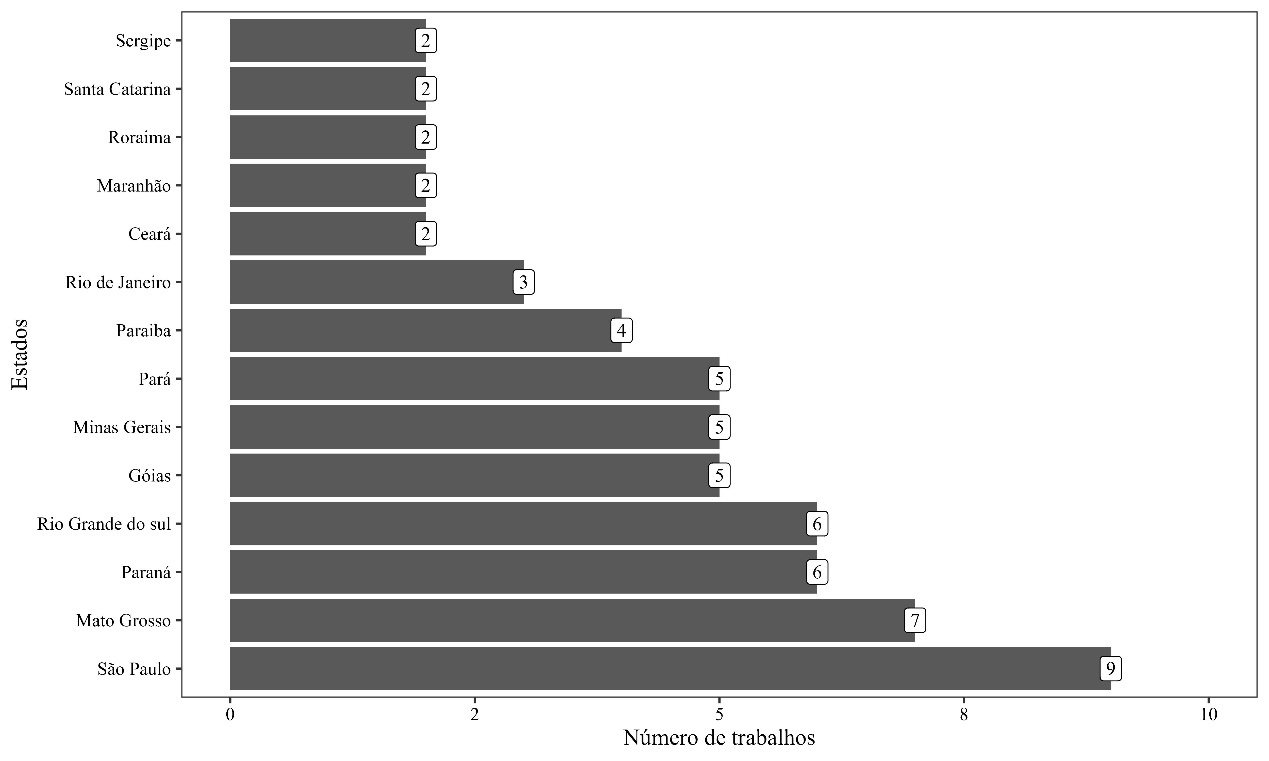 Sergipe 2
Santa Catarina 2
Roraima 2
Maranhão 2
Ceará 2
Rio de Janeiro 3
Paraiba 4
Pará 5
Minas Gerais 5
Góias 5
Rio Grande do sul 6
Paraná 6
Mato Grosso 7
São Paulo 9
Estados
0 2 5 8 10
Número de trabalhos